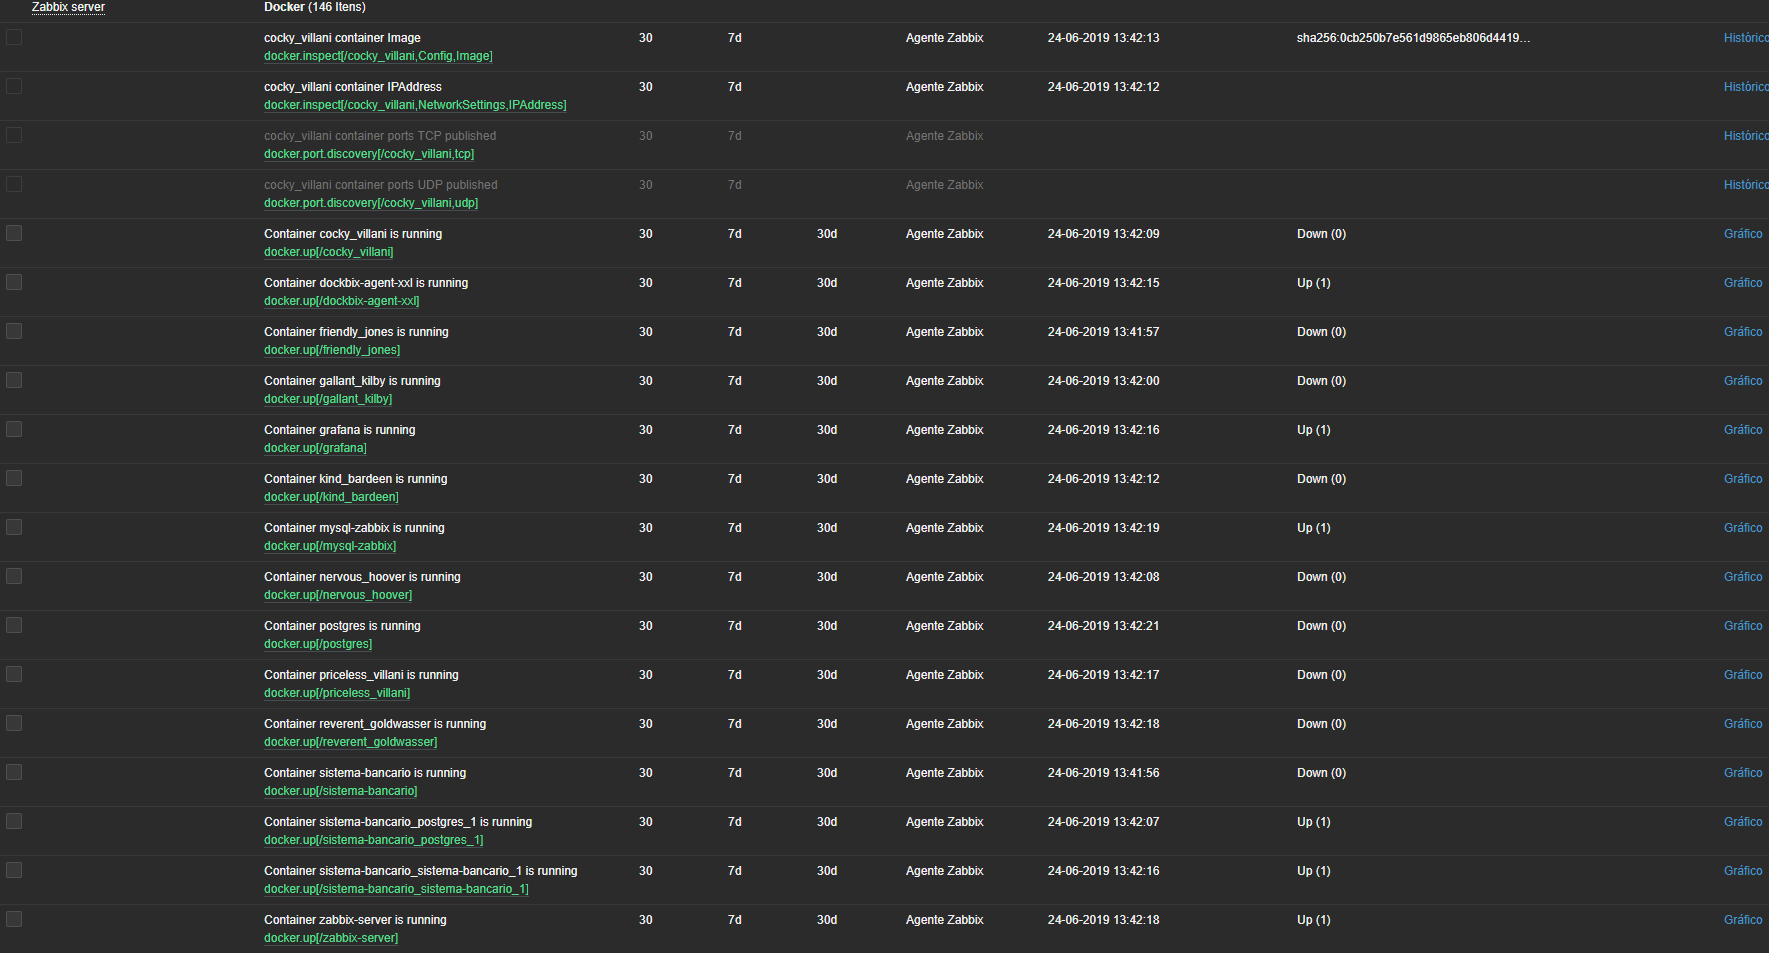 Zabbix server Docker (146 Itens)
cocky_villani container Image 30 7d Agente Zabbix 24-06-2019 13:42:13 sha256:0cb250b7e561d9865eb806d4419... Histórico
docker.inspect[/cocky_villani,Config,Image]
cocky_villani container IPAddress 30 7d Agente Zabbix 24-06-2019 13:42:12 Histórico
docker.inspect[/cocky_villani,NetworkSettings,IPAddress]
cocky_villani container ports TCP published 30 7d Agente Zabbix Histórico
docker.port.discovery[/cocky_villani,tcp]
cocky_villani container ports UDP published 30 7d Agente Zabbix Histórico
docker.port.discovery[/cocky_villani,udp]
Container cocky_villani is running 30 7d 30d Agente Zabbix 24-06-2019 13:42:09 Down (0) Gráfico
docker.up[/cocky_villani]
Container dockbix-agent-xxl is running 30 7d 30d Agente Zabbix 24-06-2019 13:42:15 Up (1) Gráfico
docker.up[/dockbix-agent-xxl]
Container friendly_jones is running 30 7d 30d Agente Zabbix 24-06-2019 13:41:57 Down (0) Gráfico
docker.up[/friendly_jones]
Container gallant_kilby is running 30 7d 30d Agente Zabbix 24-06-2019 13:42:00 Down (0) Gráfico
docker.up[/gallant_kilby]
Container grafana is running 30 7d 30d Agente Zabbix 24-06-2019 13:42:16 Up (1) Gráfico
docker.up[/grafana]
Container kind_bardeen is running 30 7d 30d Agente Zabbix 24-06-2019 13:42:12 Down (0) Gráfico
docker.up[/kind_bardeen]
Container mysql-zabbix is running 30 7d 30d Agente Zabbix 24-06-2019 13:42:19 Up (1) Gráfico
docker.up[/mysql-zabbix]
Container nervous_hoover is running 30 7d 30d Agente Zabbix 24-06-2019 13:42:08 Down (0) Gráfico
docker.up[/nervous_hoover]
Container postgres is running 30 7d 30d Agente Zabbix 24-06-2019 13:42:21 Down (0) Gráfico
docker.up[/postgres]
Container priceless_villani is running 30 7d 30d Agente Zabbix 24-06-2019 13:42:17 Down (0) Gráfico
docker.up[/priceless_villani]
Container reverent_goldwasser is running 30 7d 30d Agente Zabbix 24-06-2019 13:42:18 Down (0) Gráfico
docker.up[/reverent_goldwasser]
Container sistema-bancario is running 30 7d 30d Agente Zabbix 24-06-2019 13:41:56 Down (0) Gráfico
docker.up[/sistema-bancario]
Container sistema-bancario_postgres_1 is running 30 7d 30d Agente Zabbix 24-06-2019 13:42:07 Up (1) Gráfico
docker.up[/sistema-bancario_postgres_1]
Container sistema-bancario_sistema-bancario_1 is running 30 7d 30d Agente Zabbix 24-06-2019 13:42:16 Up (1) Gráfico
docker.up[/sistema-bancario_sistema-bancario_1]
Container zabbix-server is running 30 7d 30d Agente Zabbix 24-06-2019 13:42:18 Up (1) Gráfico
docker.up[/zabbix-server]